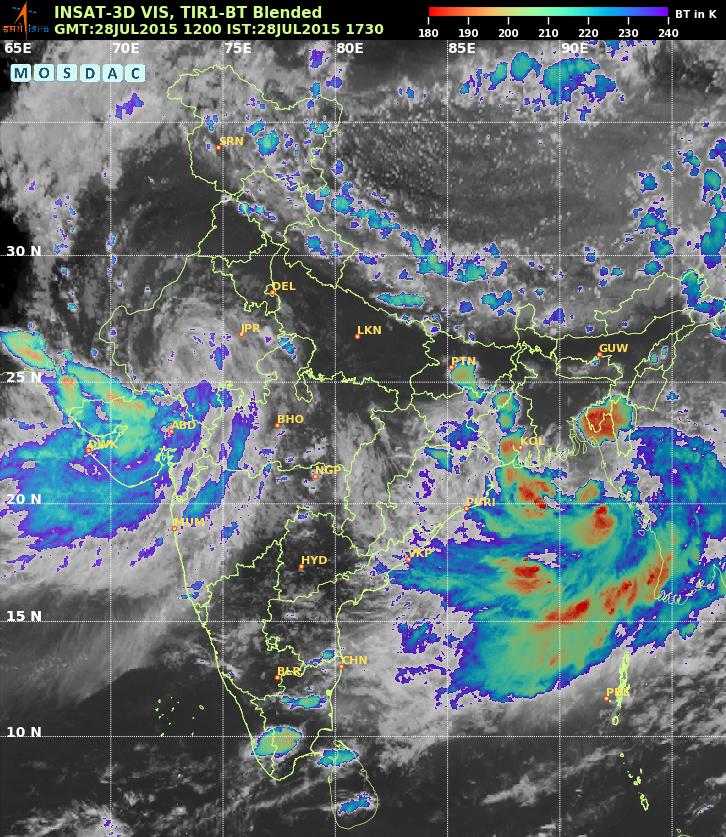 INSAT-3D VIS, TIR1-BT Blended
GMT:28JUL2015 1200 IST:28JUL2015 1730
BT in K
180 190 200 210 220 230 240
65E 70E 75E 80E 85E 90E
M O S D A C
SRN
30 N
DEL
JPR
LKN
GUW
PTN
25 N
ABD
BHO
KOL
DWK
NGP
20 N
PURI
MUM
VKP
HYD
15 N
CHN
BLR
PBL
10 N